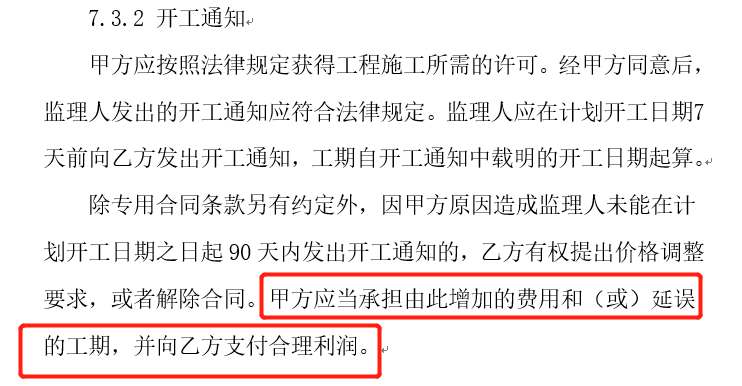 7.3.2 开工通知
甲方应按照法律规定获得工程施工所需的许可。经甲方同意后，
监理人发出的开工通知应符合法律规定。监理人应在计划开工日期7
天前向乙方发出开工通知，工期自开工通知中载明的开工日期起算。
除专用合同条款另有约定外，因甲方原因造成监理人未能在计
划开工日期之日起 90 天内发出开工通知的，乙方有权提出价格调整
要求，或者解除合同。甲方应当承担由此增加的费用和（或）延误
的工期，并向乙方支付合理利润。